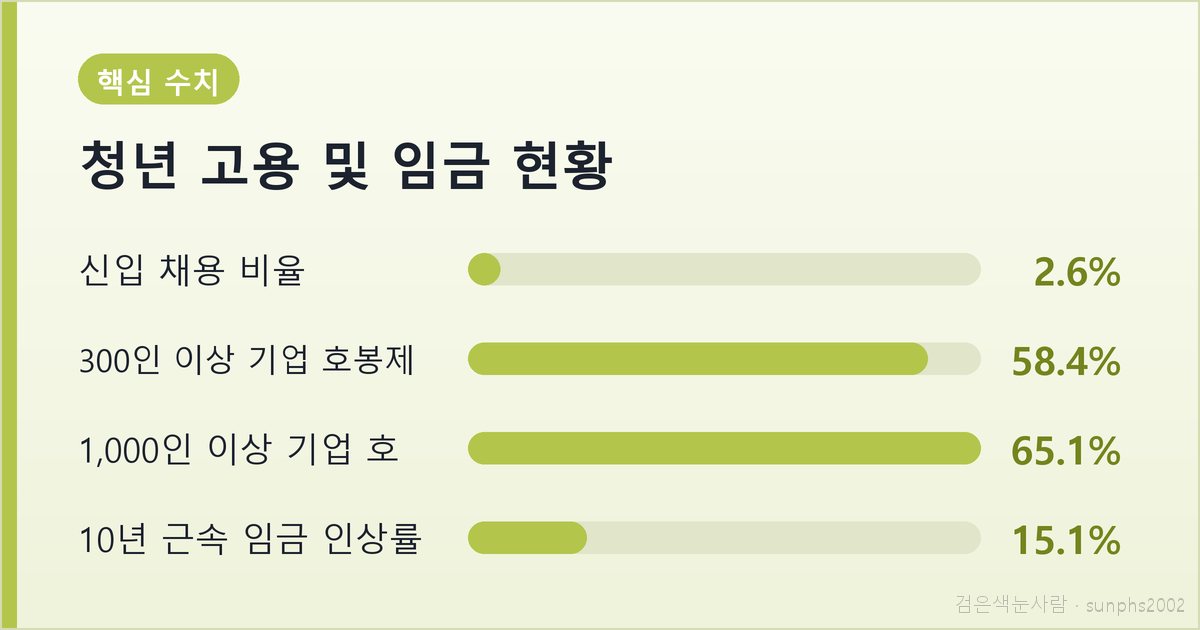 핵심 수치
청년 고용 및 임금 현황
신입 채용 비율 2.6%
300인 이상 기업 호봉제 58.4%
1,000인 이상 기업 호 65.1%
10년 근속 임금 인상률 15.1%
검은색눈사람 · sunphs2002